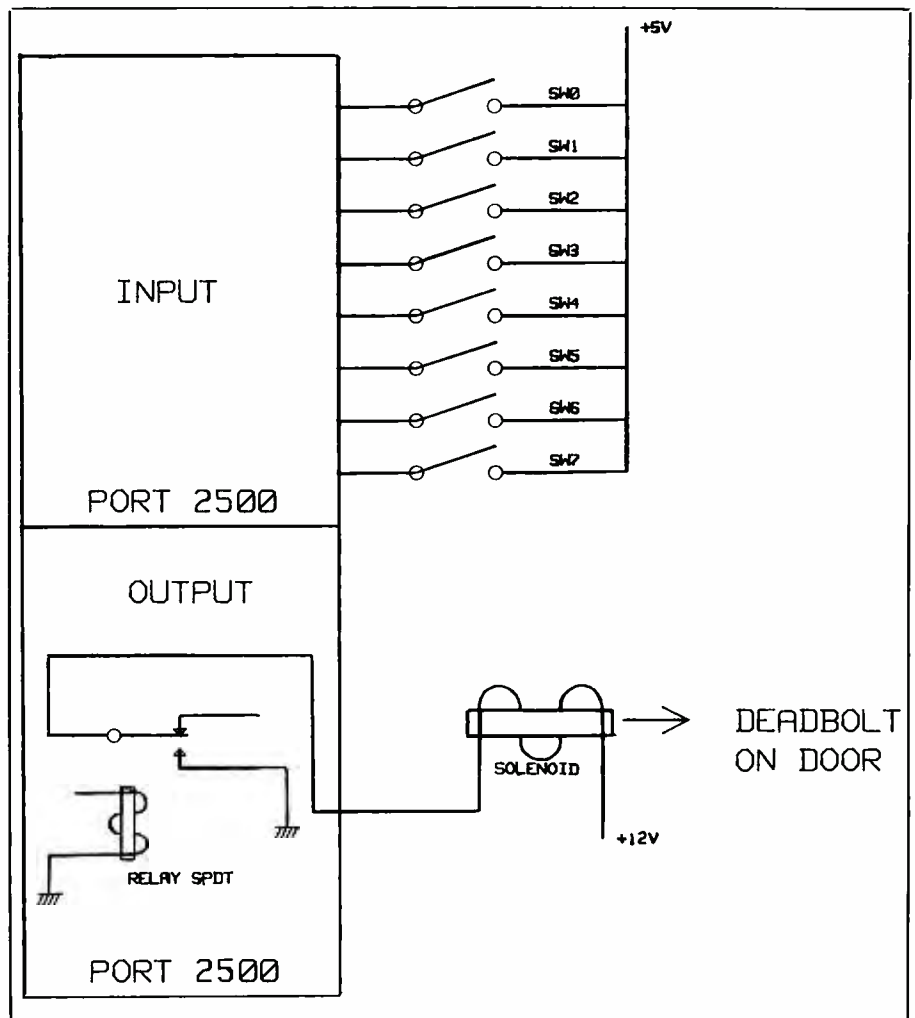 +5V
SW0
SW1
SW2
SW3
SW4
SW5
SW6
SW7
INPUT
PORT 2500
OUTPUT
DEADBOLT
ON DOOR
SOLENOID
+12V
RELAY SPDT
PORT 2500